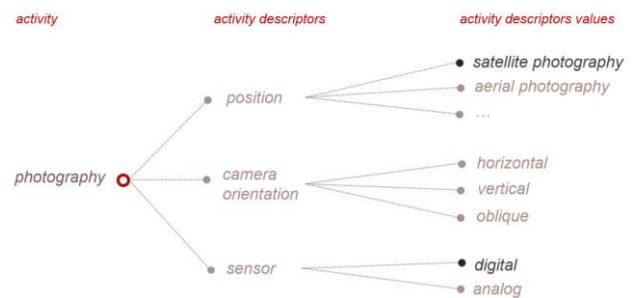 activity
activity descriptors
activity descriptors values
satellite photography
position
aerial photography
...
photography
camera
orientation
horizontal
vertical
oblique
sensor
digital
analog